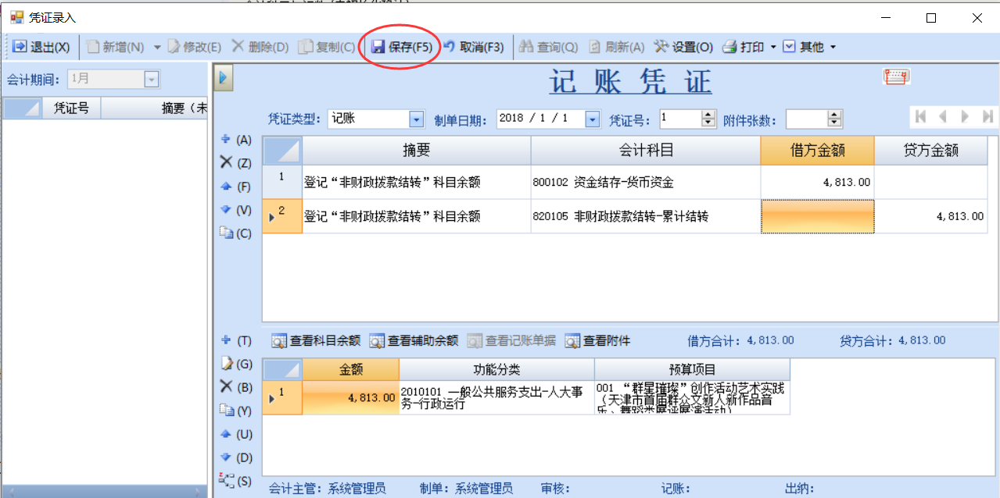 凭证录入
退出(X) 新增(N) 修改(E) 删除(D) 复制(C) 保存(F5) 取消(F3) 查询(Q) 刷新(A) 设置(O) 打印 其他
会计期间： 1月
凭证号 摘要（未
记 账 凭 证
凭证类型： 记账 制单日期： 2018 / 1 / 1 凭证号： 1 附件张数：
(A)
(Z)
(F)
(V)
(C)
摘要 会计科目 借方金额 贷方金额
1 登记“非财政拨款结转”科目余额 800102 资金结存-货币资金 4,813.00
2 登记“非财政拨款结转”科目余额 820105 非财政拨款结转-累计结转 4,813.00
查看科目余额 查看辅助余额 查看记账单据 查看附件 借方合计：4,813.00 贷方合计：4,813.00
(T)
(G)
(B)
(Y)
(U)
(D)
(S)
金额 功能分类 预算项目
1 4,813.00 2010101 一般公共服务支出-人大事
务-行政运行
001 “群星璀璨”创作活动艺术实践
（天津市首届群众文新人新作品音
乐、舞蹈类展评展演活动）
会计主管：系统管理员 制单：系统管理员 审核： 记账： 出纳：